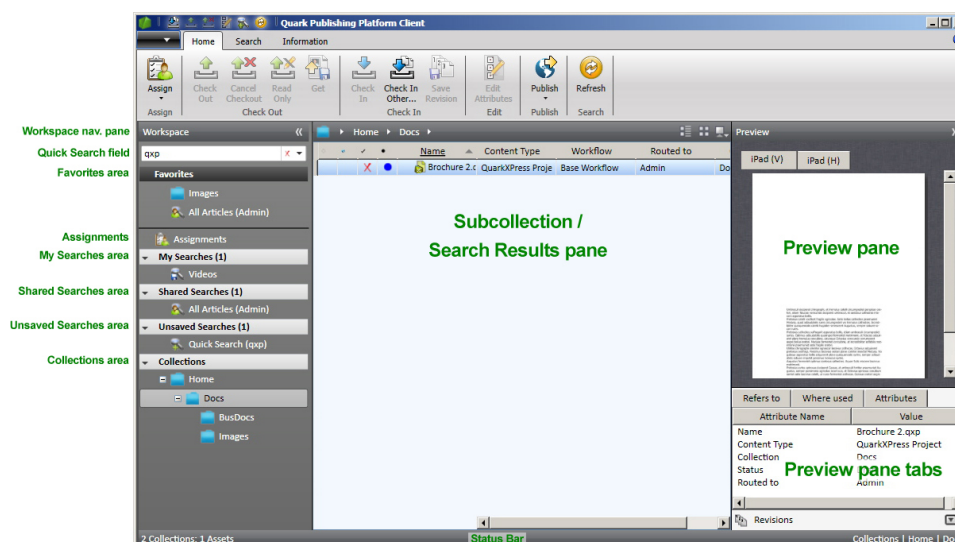 Quark Publishing Platform Client
Home Search Information
Assign
Check Out
Cancel Checkout
Read Only
Get
Check In
Check In Other...
Save Revision
Edit Attributes
Publish
Refresh
Assign Check Out Check In Edit Publish Search
Workspace nav. pane
Workspace
Home Docs
Preview
Quick Search field
qxp
Name Content Type Workflow Routed to
iPad (V) iPad (H)
Favorites area
Favorites
Brochure 2.c QuarkXPress Proje Base Workflow Admin Do
Images
All Articles (Admin)
Subcollection /
Search Results pane
Preview pane
Assignments
Assignments
My Searches area
My Searches (1)
Videos
Shared Searches area
Shared Searches (1)
All Articles (Admin)
Unsaved Searches area
Unsaved Searches (1)
Quick Search (qxp)
Collections area
Collections
Home
Docs
BusDocs
Images
Refers to Where used Attributes
Attribute Name Value
Name Brochure 2.qxp
Content Type QuarkXPress Project
Collection Docs
Status
Preview pane tabs
Routed to Admin
Revisions
2 Collections: 1 Assets
Status Bar
Collections | Home | Do